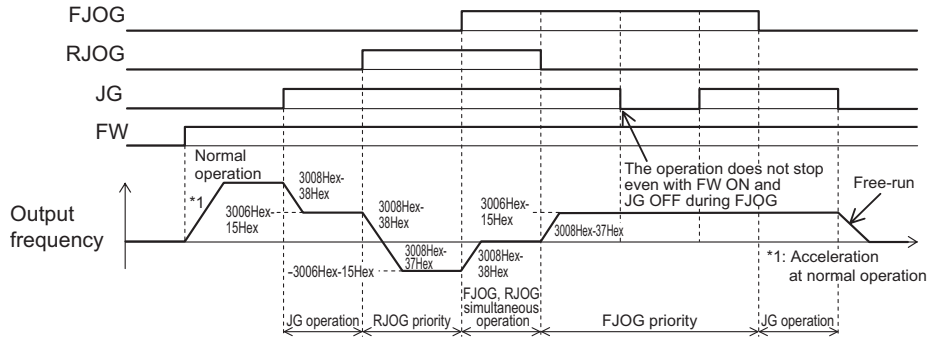 FJOG
RJOG
JG
FW
Normal
operation
*1
3008Hex-
38Hex
3006Hex-
15Hex
3008Hex-
38Hex
3008Hex-
37Hex
–3006Hex-15Hex
3008Hex-
38Hex
3006Hex-
15Hex
3008Hex-37Hex
The operation does not stop
even with FW ON and
JG OFF during FJOG
Free-run
Output
frequency
*1: Acceleration
at normal operation
JG operation
RJOG priority
FJOG, RJOG
simultaneous
operation
FJOG priority
JG operation